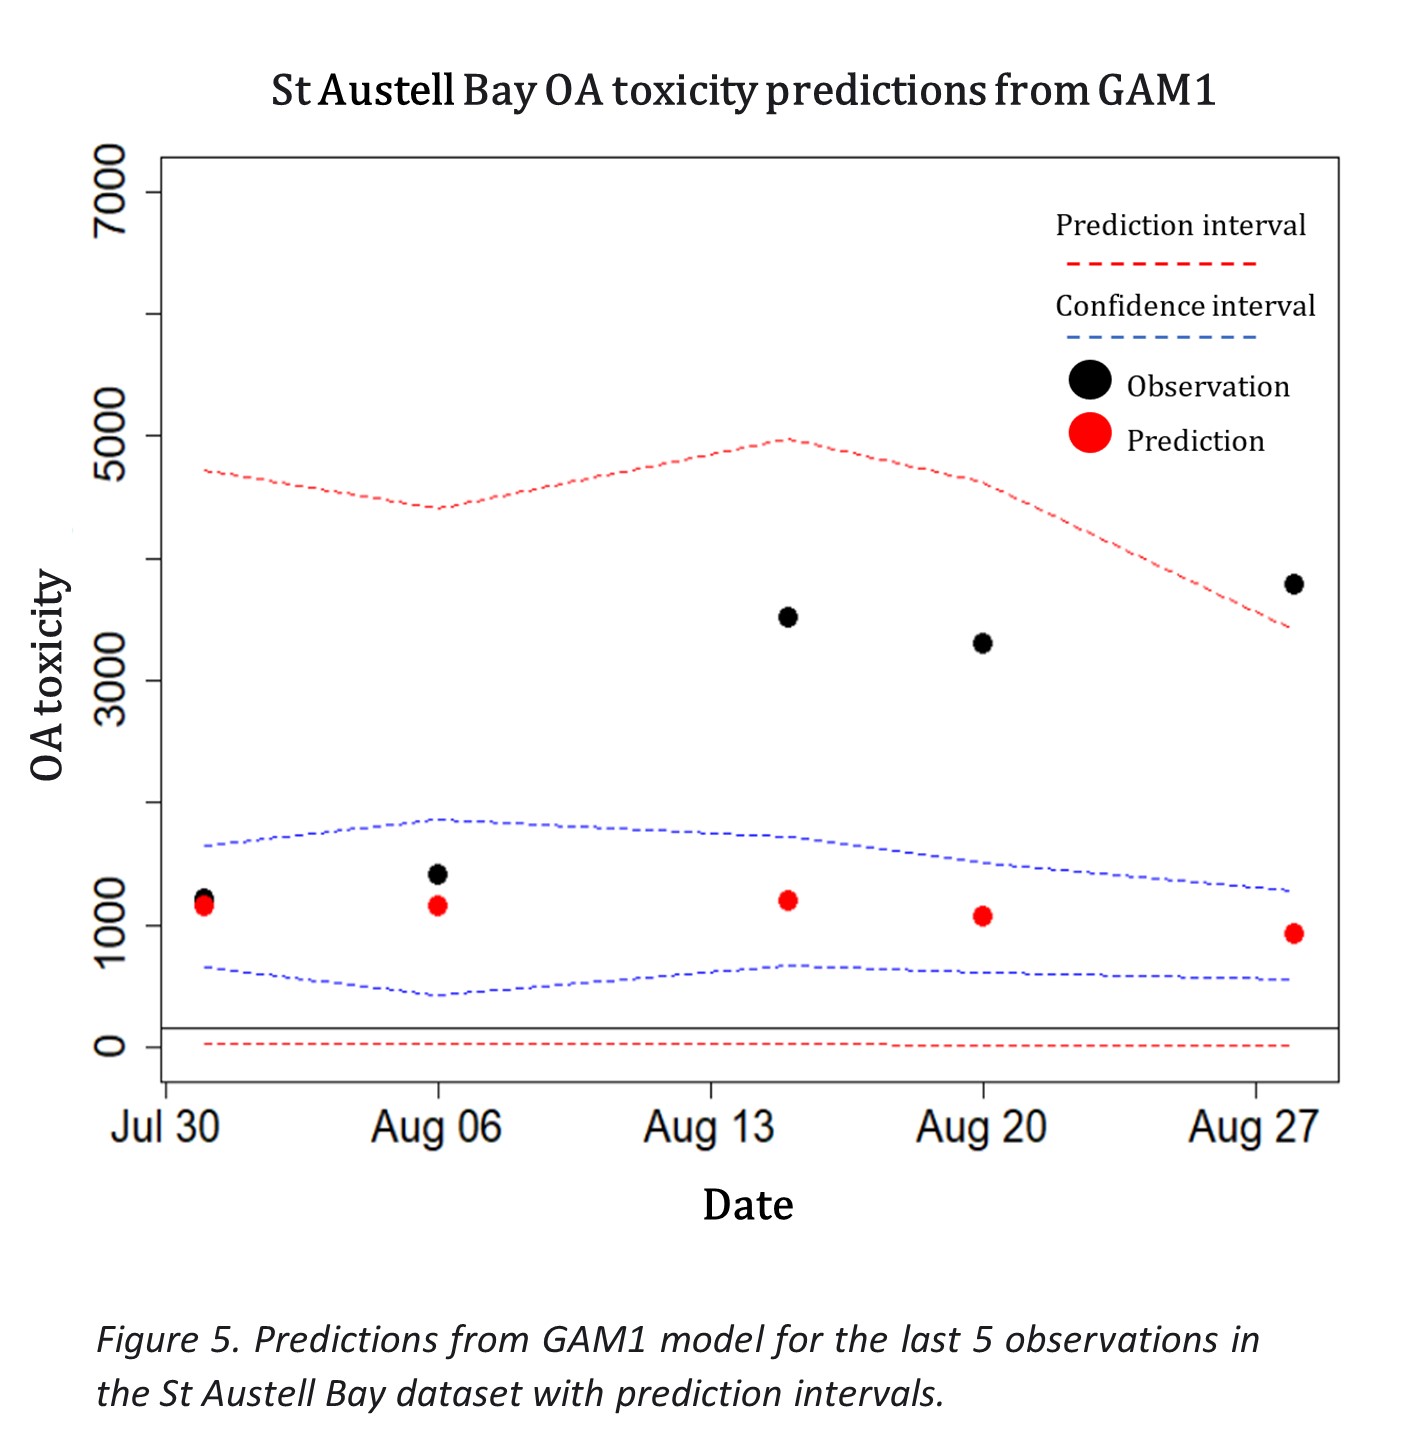 St Austell Bay OA toxicity predictions from GAM1
7000
5000
3000
1000
0
OA toxicity
Prediction interval
Confidence interval
Observation
Prediction
Jul 30 Aug 06 Aug 13 Aug 20 Aug 27
Date
Figure 5. Predictions from GAM1 model for the last 5 observations in
the St Austell Bay dataset with prediction intervals.